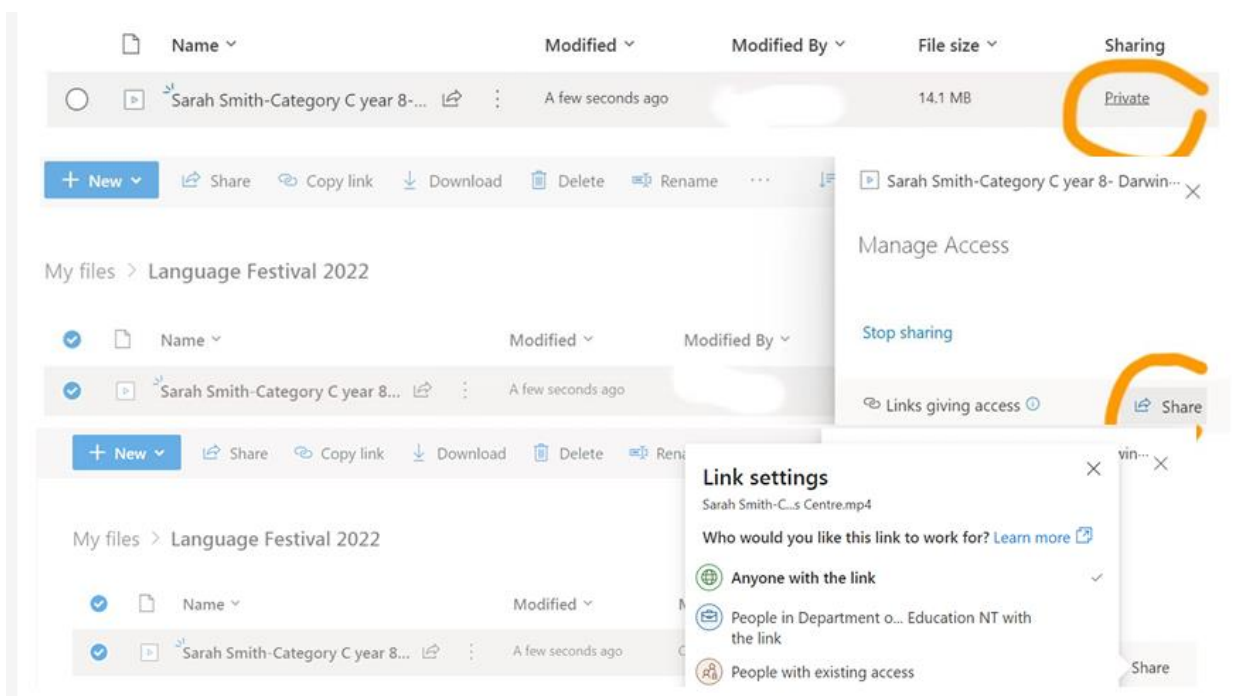 Name Modified Modified By File size Sharing
Sarah Smith-Category C year 8-... A few seconds ago 14.1 MB Private
+ New Share Copy link Download Delete Rename ... Sarah Smith-Category C year 8- Darwin...
Manage Access
My files > Language Festival 2022
Stop sharing
Name Modified Modified By
Sarah Smith-Category C year 8... A few seconds ago
Links giving access Share
+ New Share Copy link Download Delete Rena vin...
Link settings
Sarah Smith-C...s Centre.mp4
Who would you like this link to work for? Learn more
My files > Language Festival 2022
Anyone with the link
Name Modified
People in Department o... Education NT with
the link
Sarah Smith-Category C year 8... A few seconds ago
People with existing access
Share